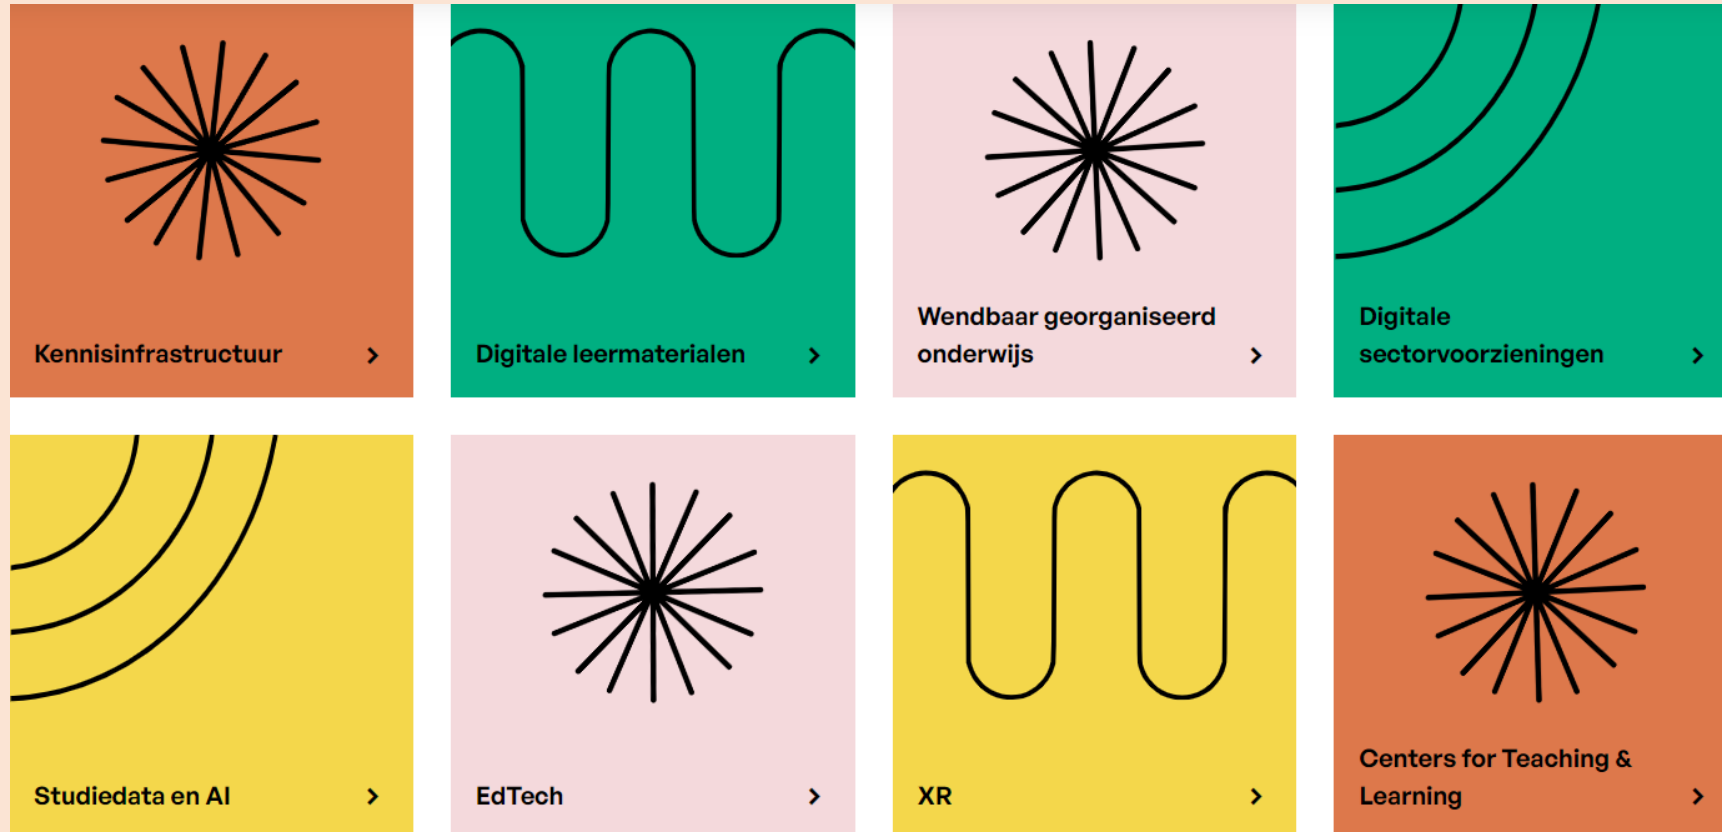 Kennisinfrastructuur
Digitale leermaterialen
Wendbaar georganiseerd
onderwijs
Digitale
sectorvoorzieningen
Studiedata en AI
EdTech
XR
Centers for Teaching &
Learning